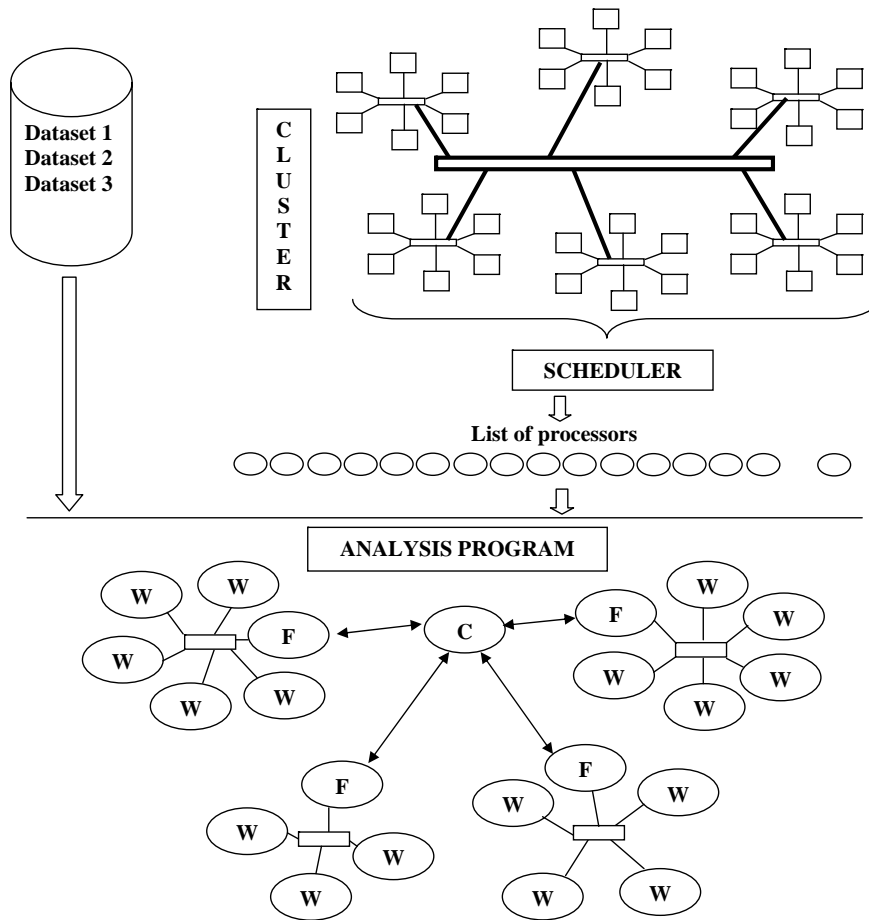 Dataset 1
Dataset 2
Dataset 3
C
L
U
S
T
E
R
SCHEDULER
List of processors
ANALYSIS PROGRAM
W
W
W
F
W
W
C
F
W
W
W
W
W
F
W
W
W
F
W
W
W
W